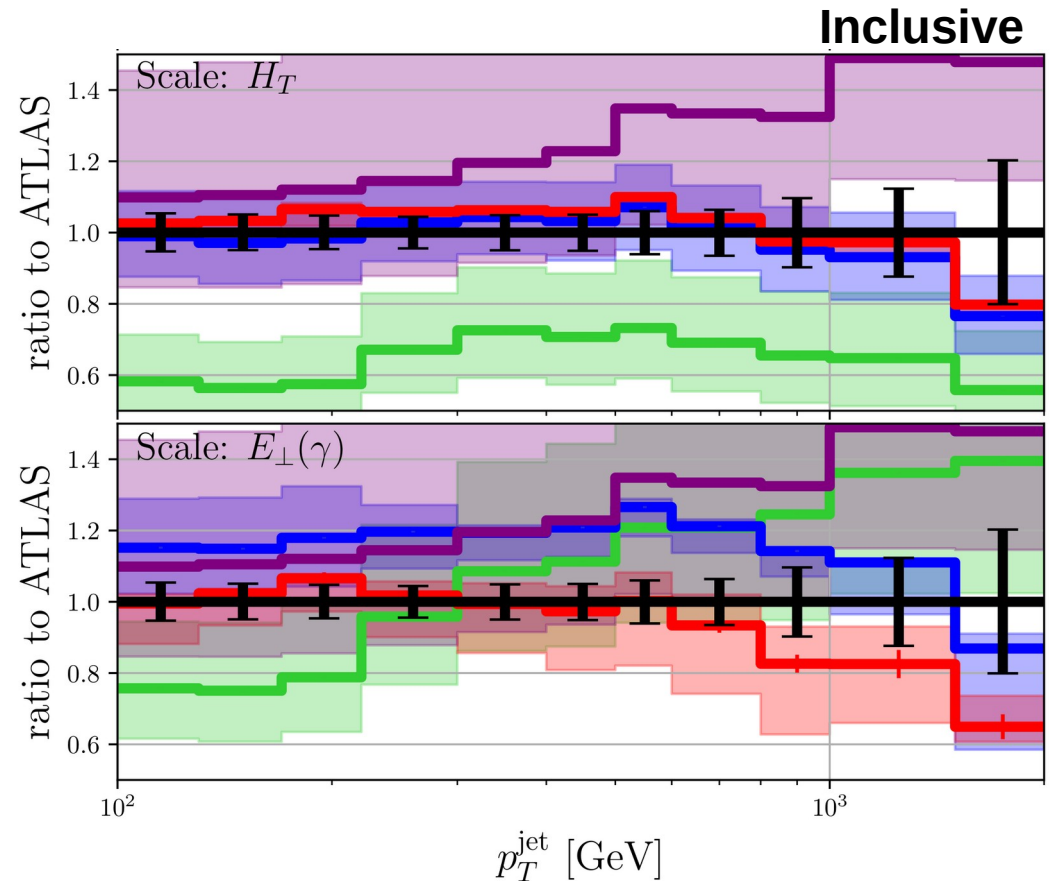 Inclusive
Scale: H_T
ratio to ATLAS
1.4
1.2
1.0
0.8
0.6
Scale: E_⊥(γ)
ratio to ATLAS
1.4
1.2
1.0
0.8
0.6
10^2
10^3
p_T^jet [GeV]